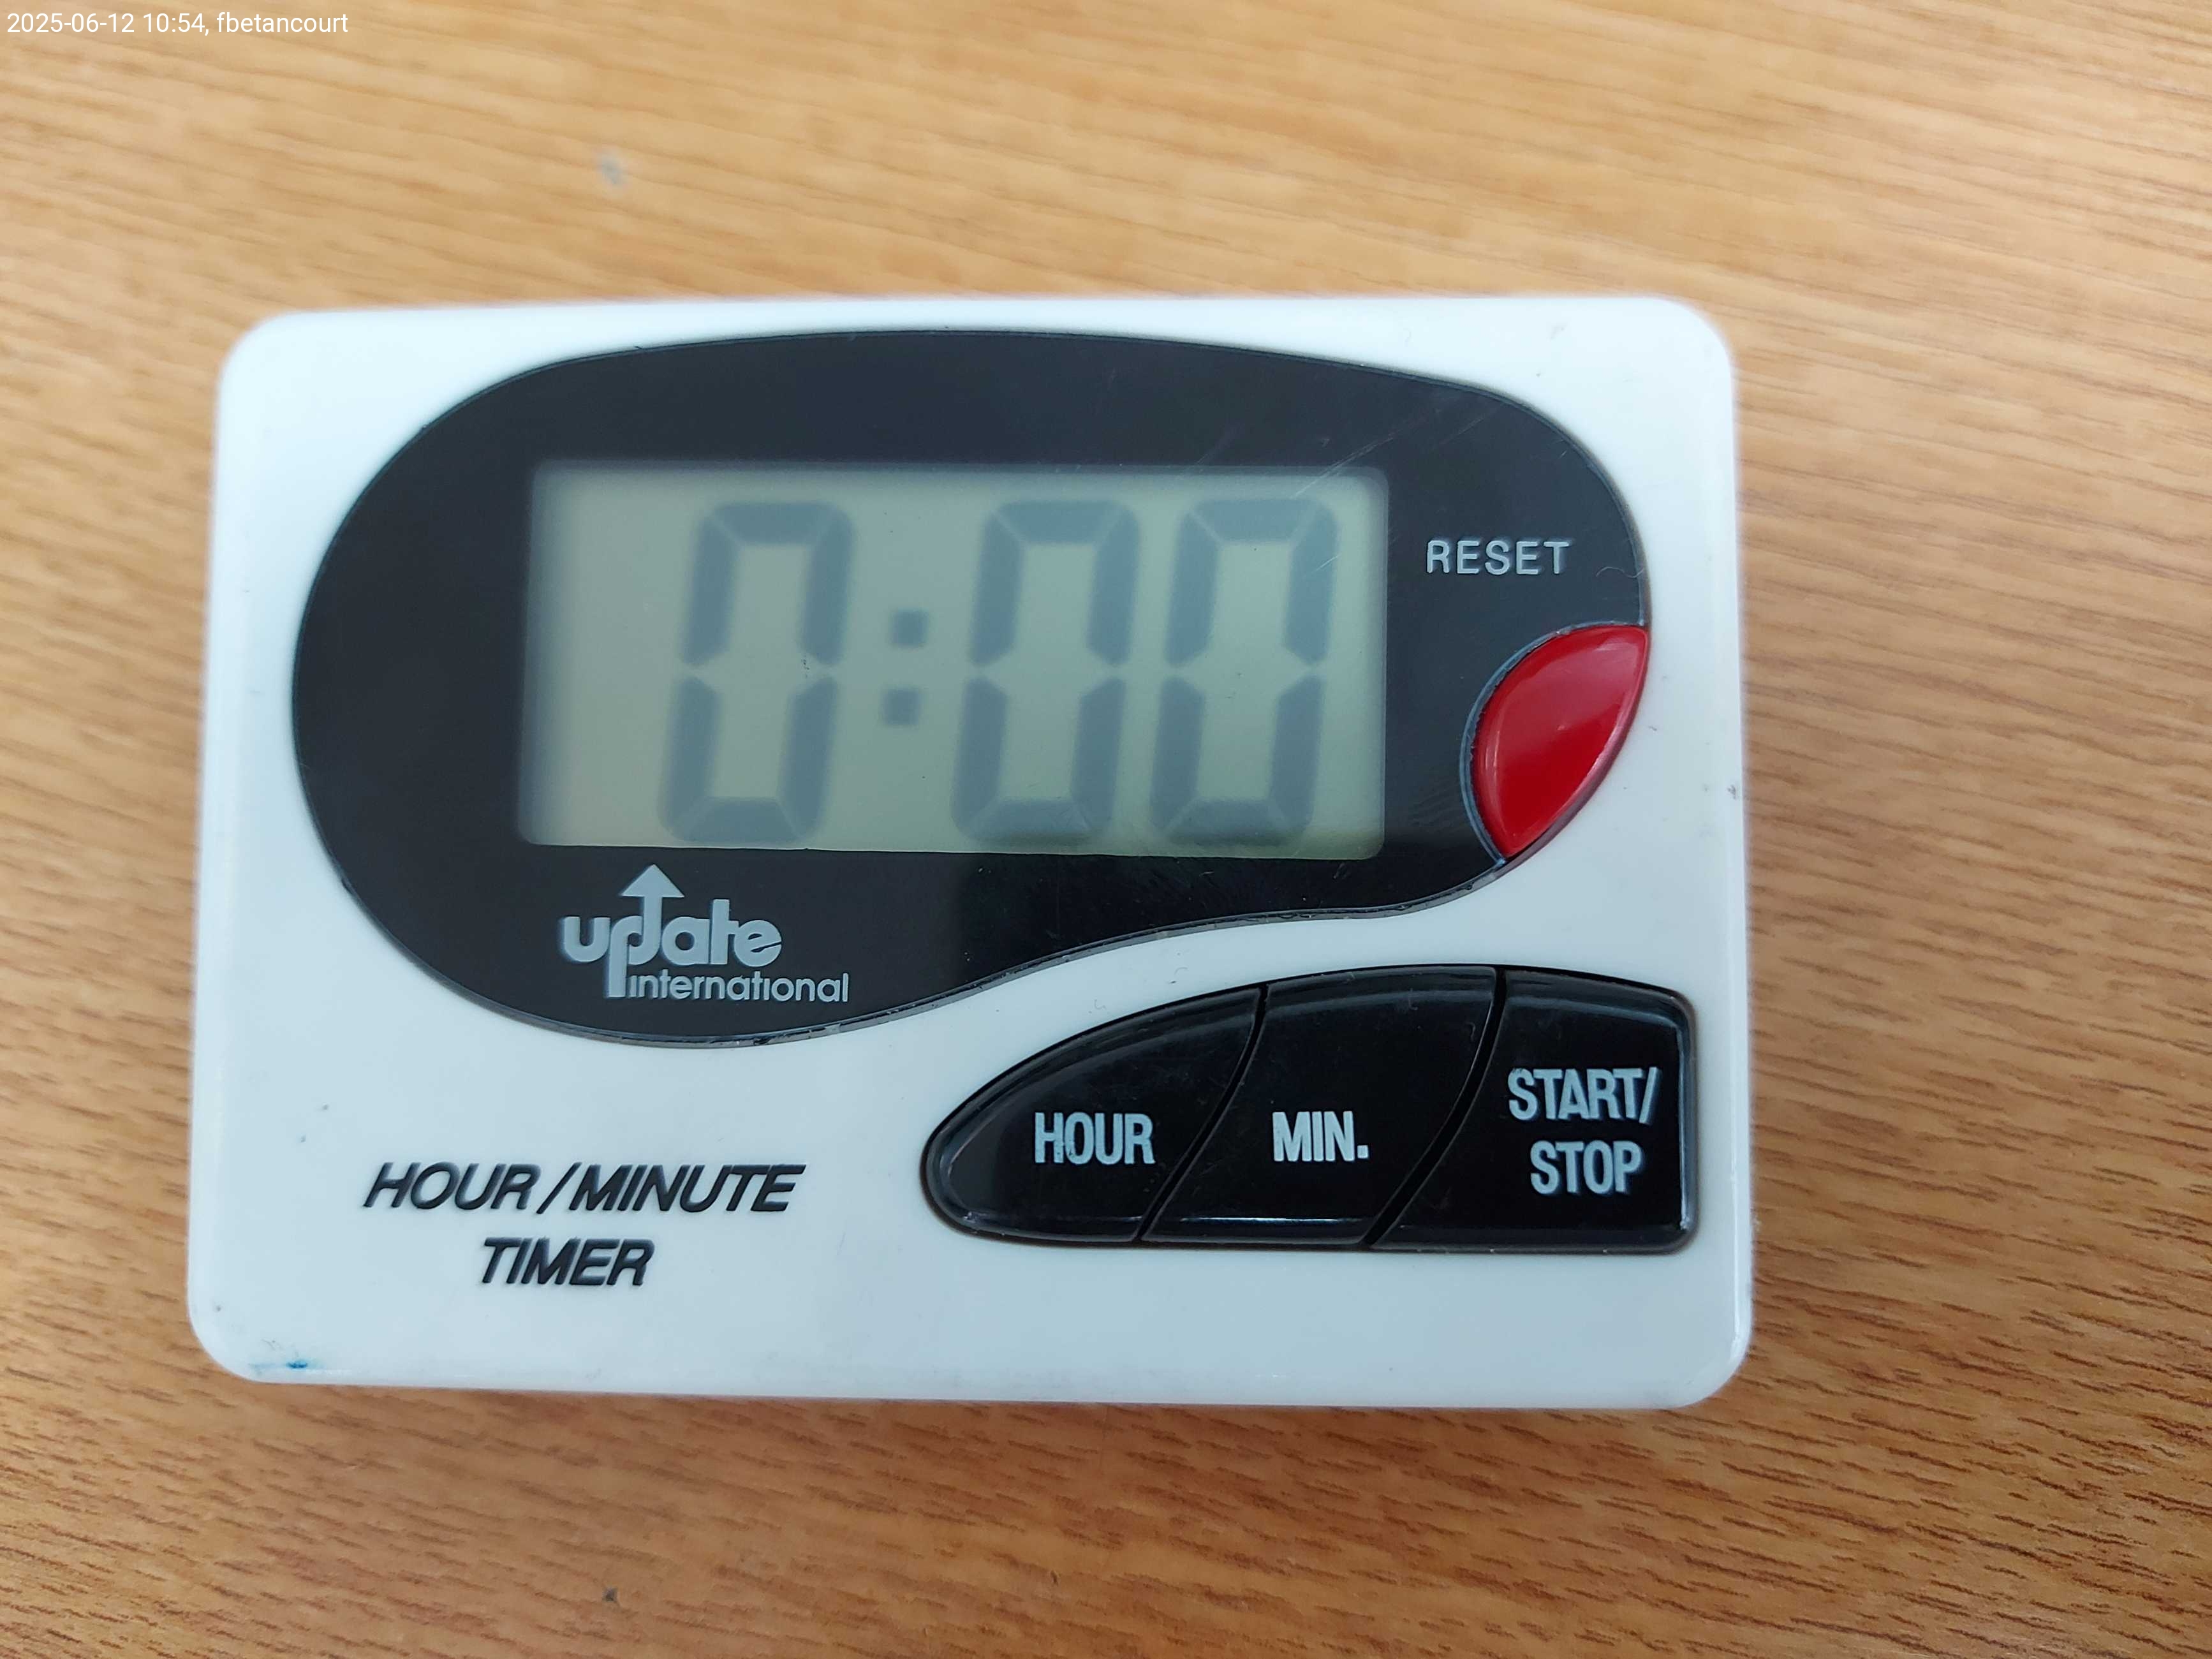 2025-06-12 10:54, fbetancourt
0:00
RESET
update
international
HOUR
MIN.
START/
STOP
HOUR/MINUTE
TIMER